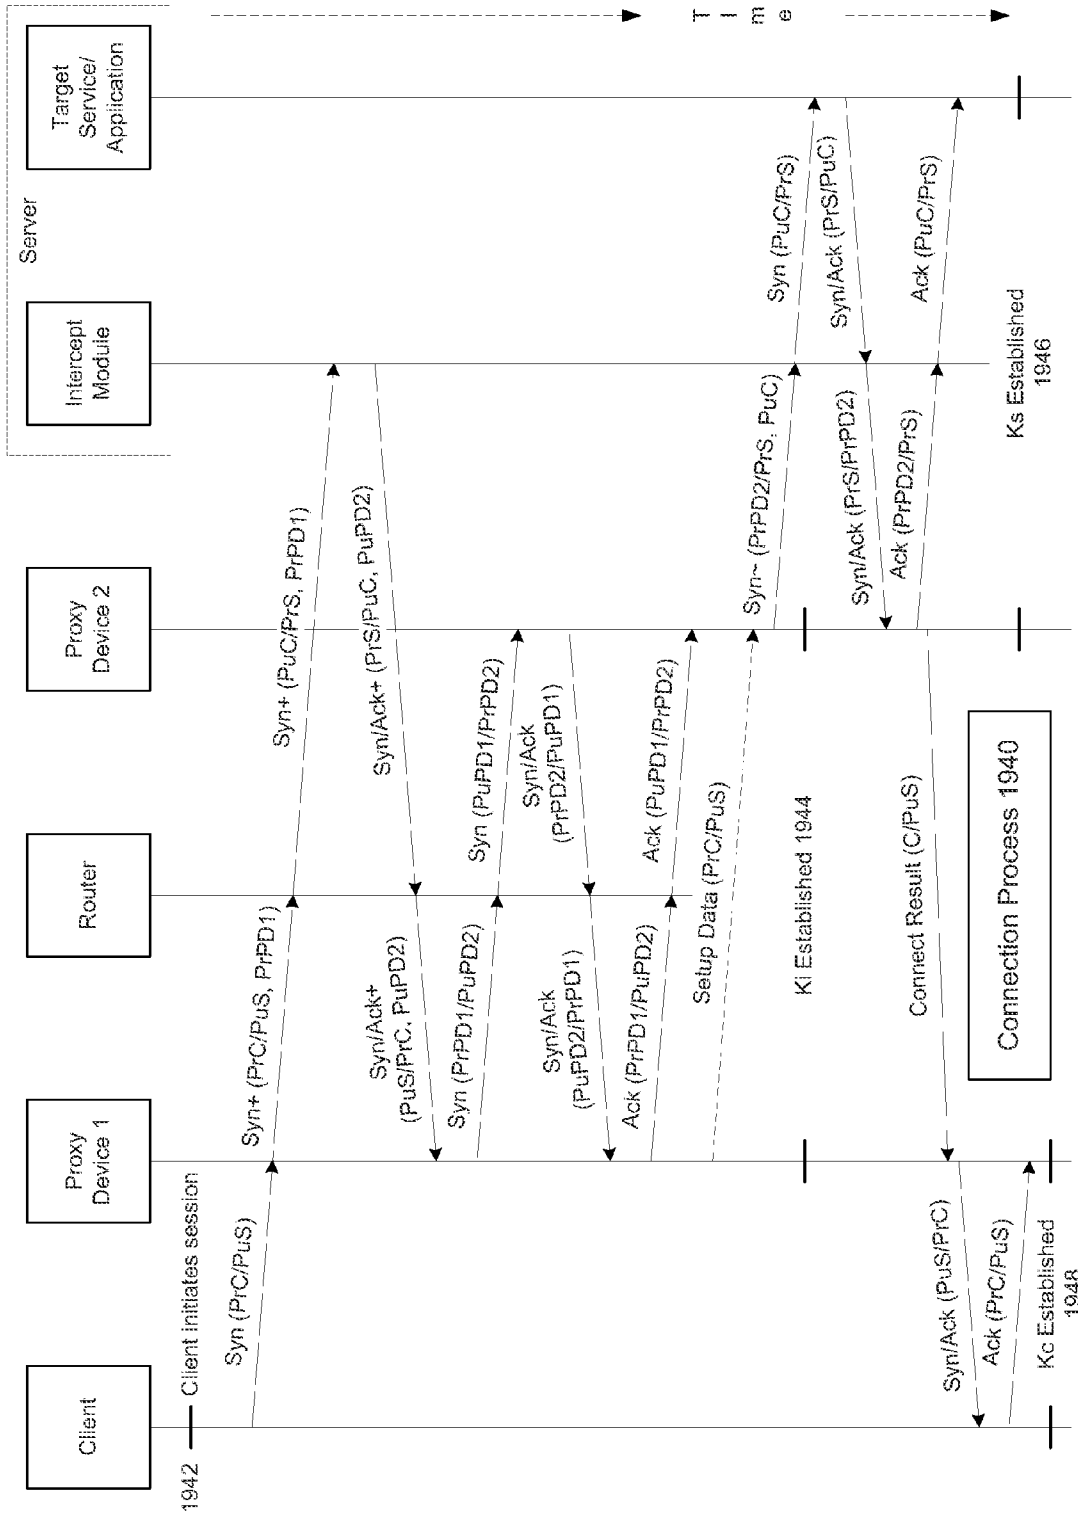 Server
Client
Proxy
Device 1
Router
Proxy
Device 2
Intercept
Module
Target
Service/
Application
Time
1942
Client initiates session
Syn (PrC/PuS)
Syn+ (PrC/PuS, PrPD1)
Syn+ (PuC/PrS, PrPD1)
Syn/Ack+ (PrS/PuC, PuPD2)
Syn/Ack+
(PuS/PrC, PuPD2)
Syn (PrPD1/PuPD2)
Syn (PuPD1/PrPD2)
Syn/Ack
(PrPD2/PuPD1)
Syn/Ack
(PuPD2/PrPD1)
Ack (PrPD1/PuPD2)
Ack (PuPD1/PrPD2)
Setup Data (PrC/PuS)
Syn~ (PrPD2/PrS, PuC)
Syn (PuC/PrS)
Ki Established 1944
Syn/Ack (PrS/PuC)
Syn/Ack (PrS/PrPD2)
Ack (PrPD2/PrS)
Ack (PuC/PrS)
Connect Result (C/PuS)
Syn/Ack (PuS/PrC)
Ack (PrC/PuS)
Ks Established
1946
Kc Established
1948
Connection Process 1940